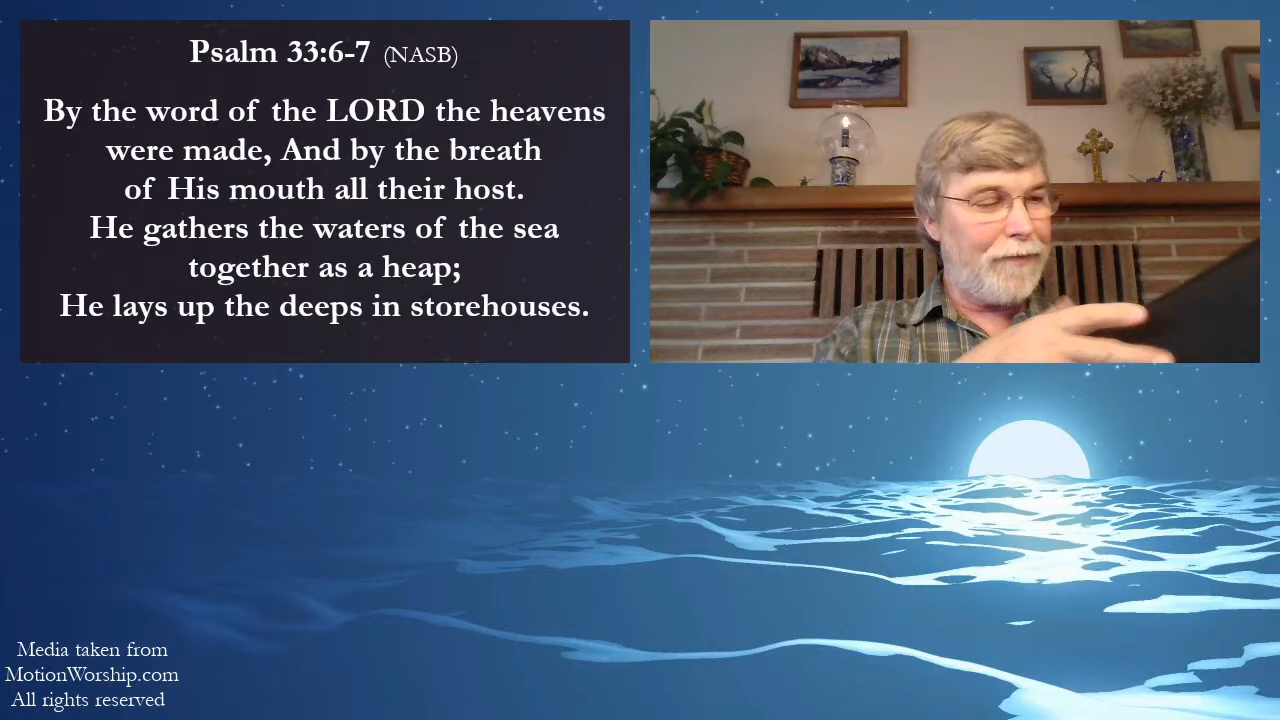 Psalm 33:6-7 (NASB)
By the word of the LORD the heavens
were made, And by the breath
of His mouth all their host.
He gathers the waters of the sea
together as a heap;
He lays up the deeps in storehouses.
Media taken from
MotionWorship.com
All rights reserved